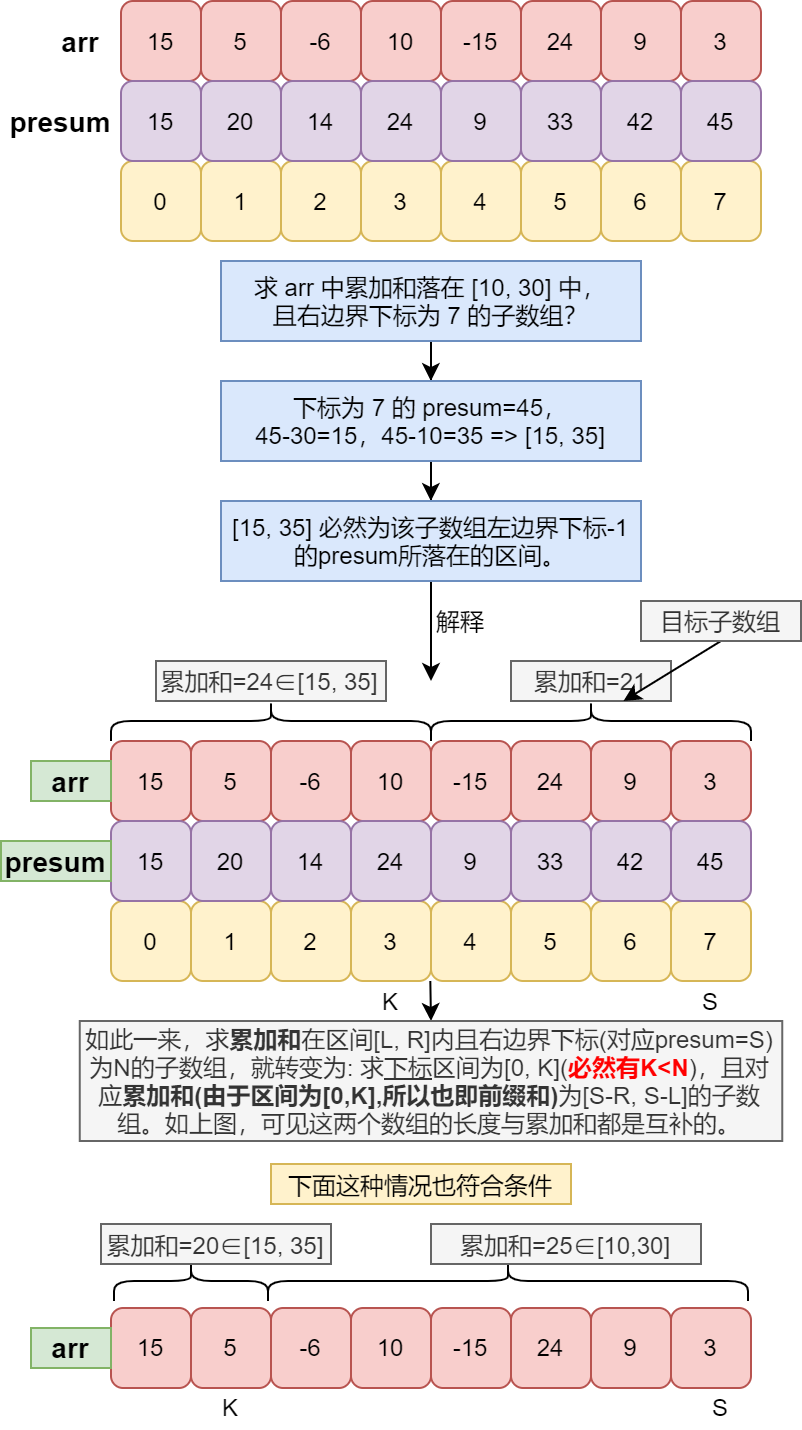 arr 15 5 -6 10 -15 24 9 3
presum 15 20 14 24 9 33 42 45
0 1 2 3 4 5 6 7
求 arr 中累加和落在 [10, 30] 中，
且右边界下标为 7 的子数组？
下标为 7 的 presum=45，
45-30=15，45-10=35 => [15, 35]
[15, 35] 必然为该子数组左边界下标-1
的presum所落在的区间。
解释
目标子数组
累加和=24∈[15, 35] 累加和=21
arr 15 5 -6 10 -15 24 9 3
presum 15 20 14 24 9 33 42 45
0 1 2 3 4 5 6 7
K S
如此一来，求累加和在区间[L, R]内且右边界下标(对应presum=S)
为N的子数组，就转变为: 求下标区间为[0, K](必然有K<N)，且对
应累加和(由于区间为[0,K],所以也即前缀和)为[S-R, S-L]的子数
组。如上图，可见这两个数组的长度与累加和都是互补的。
下面这种情况也符合条件
累加和=20∈[15, 35] 累加和=25∈[10,30]
arr 15 5 -6 10 -15 24 9 3
K S